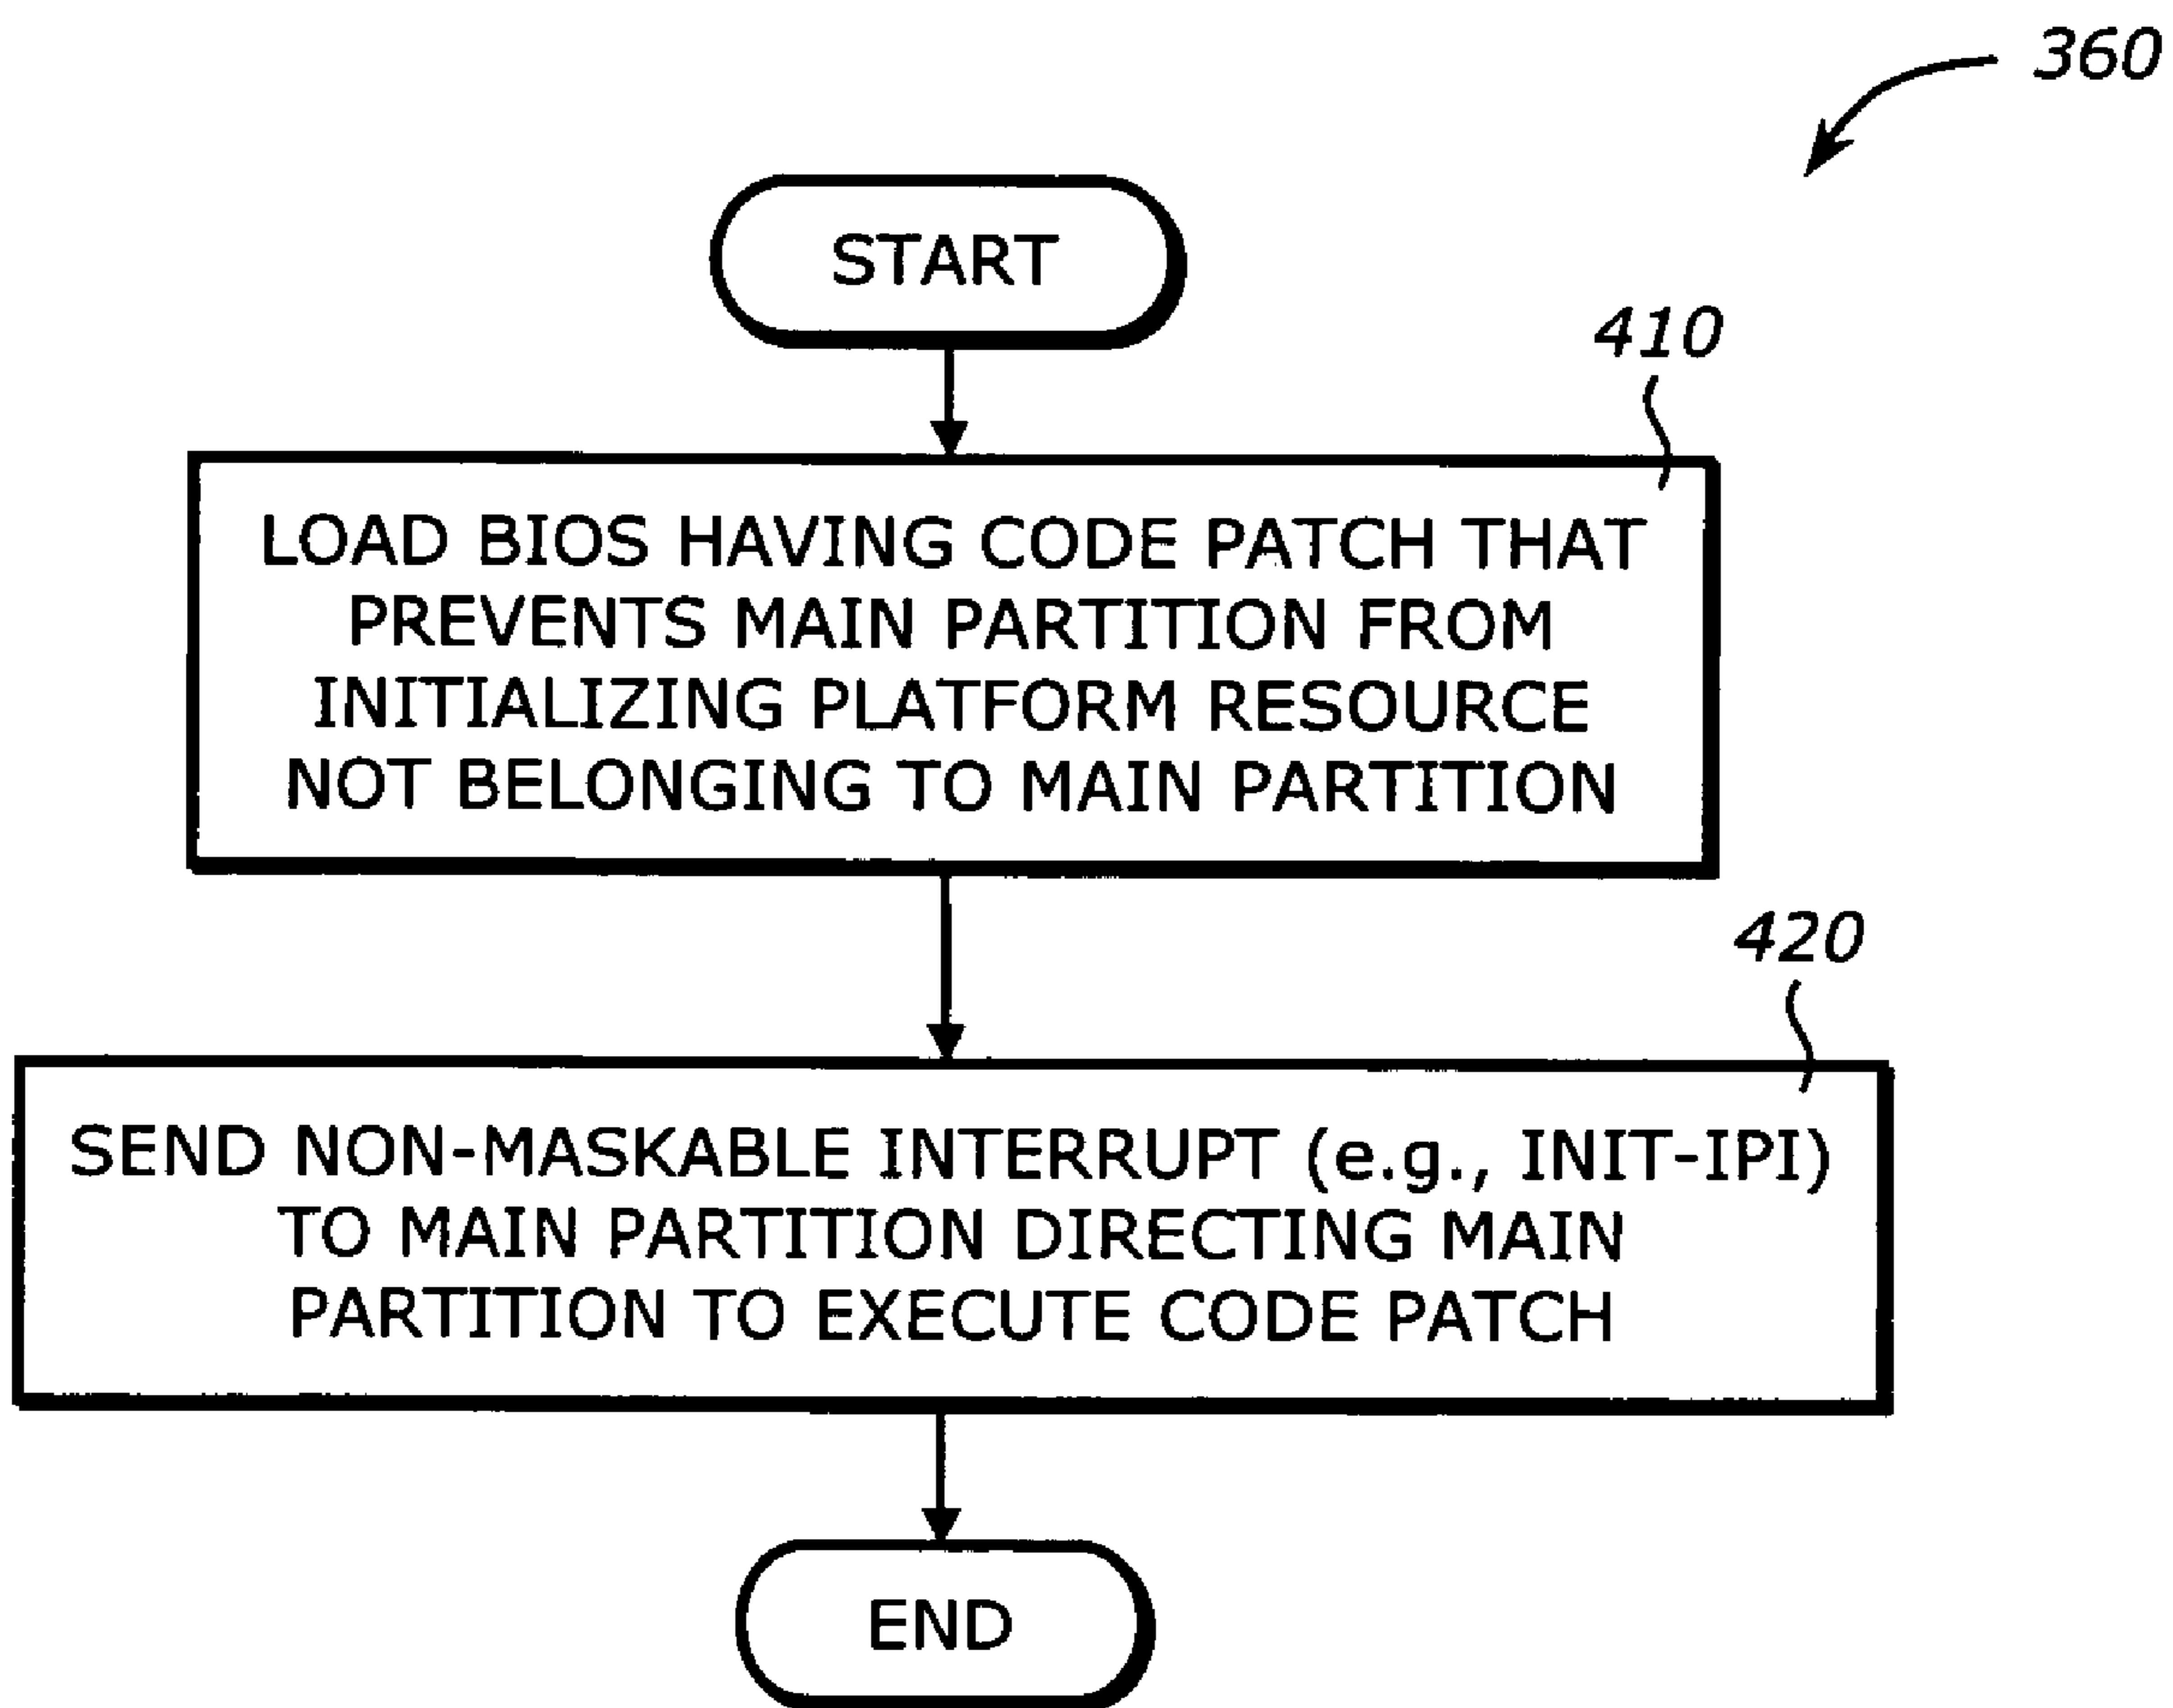 360
START
410
LOAD BIOS HAVING CODE PATCH THAT
PREVENTS MAIN PARTITION FROM
INITIALIZING PLATFORM RESOURCE
NOT BELONGING TO MAIN PARTITION
420
SEND NON-MASKABLE INTERRUPT (e.g., INIT-IPI)
TO MAIN PARTITION DIRECTING MAIN
PARTITION TO EXECUTE CODE PATCH
END